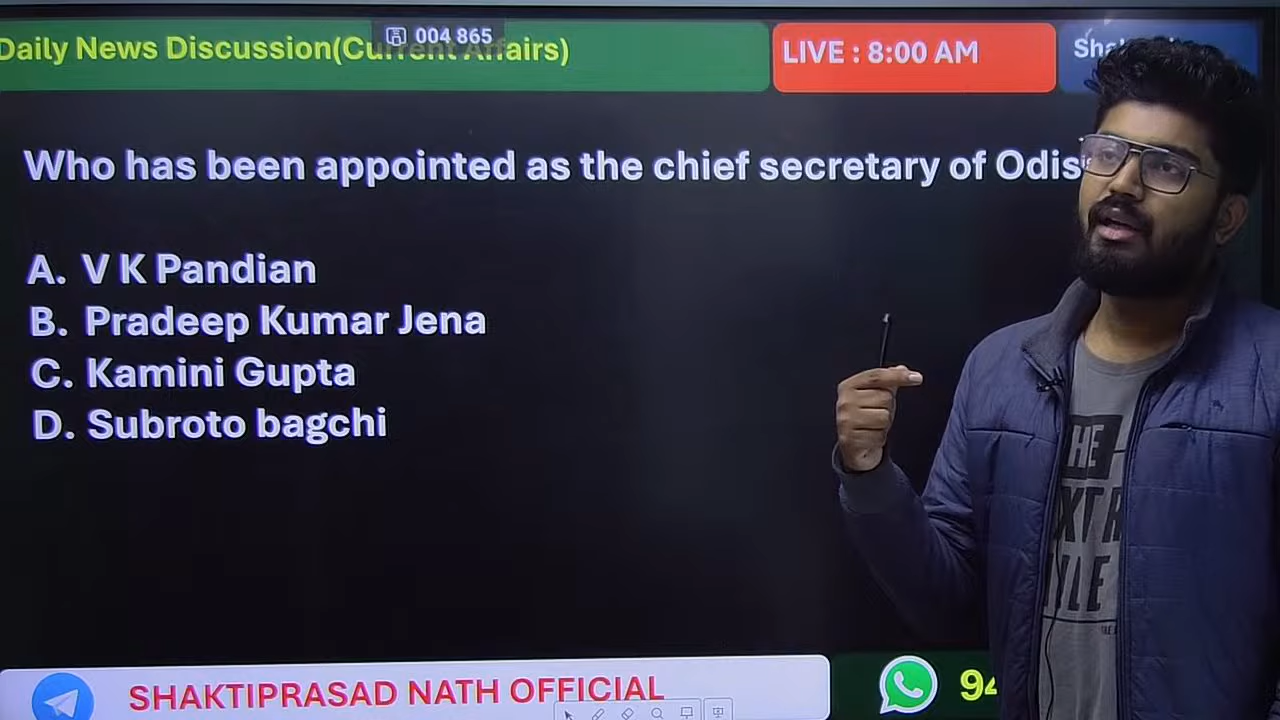 004 865
Daily News Discussion(Current Affairs)
LIVE : 8:00 AM
Who has been appointed as the chief secretary of
A. V K Pandian
B. Pradeep Kumar Jena
C. Kamini Gupta
D. Subroto bagchi
HE
SHAKTIPRASAD NATH OFFICIAL
94